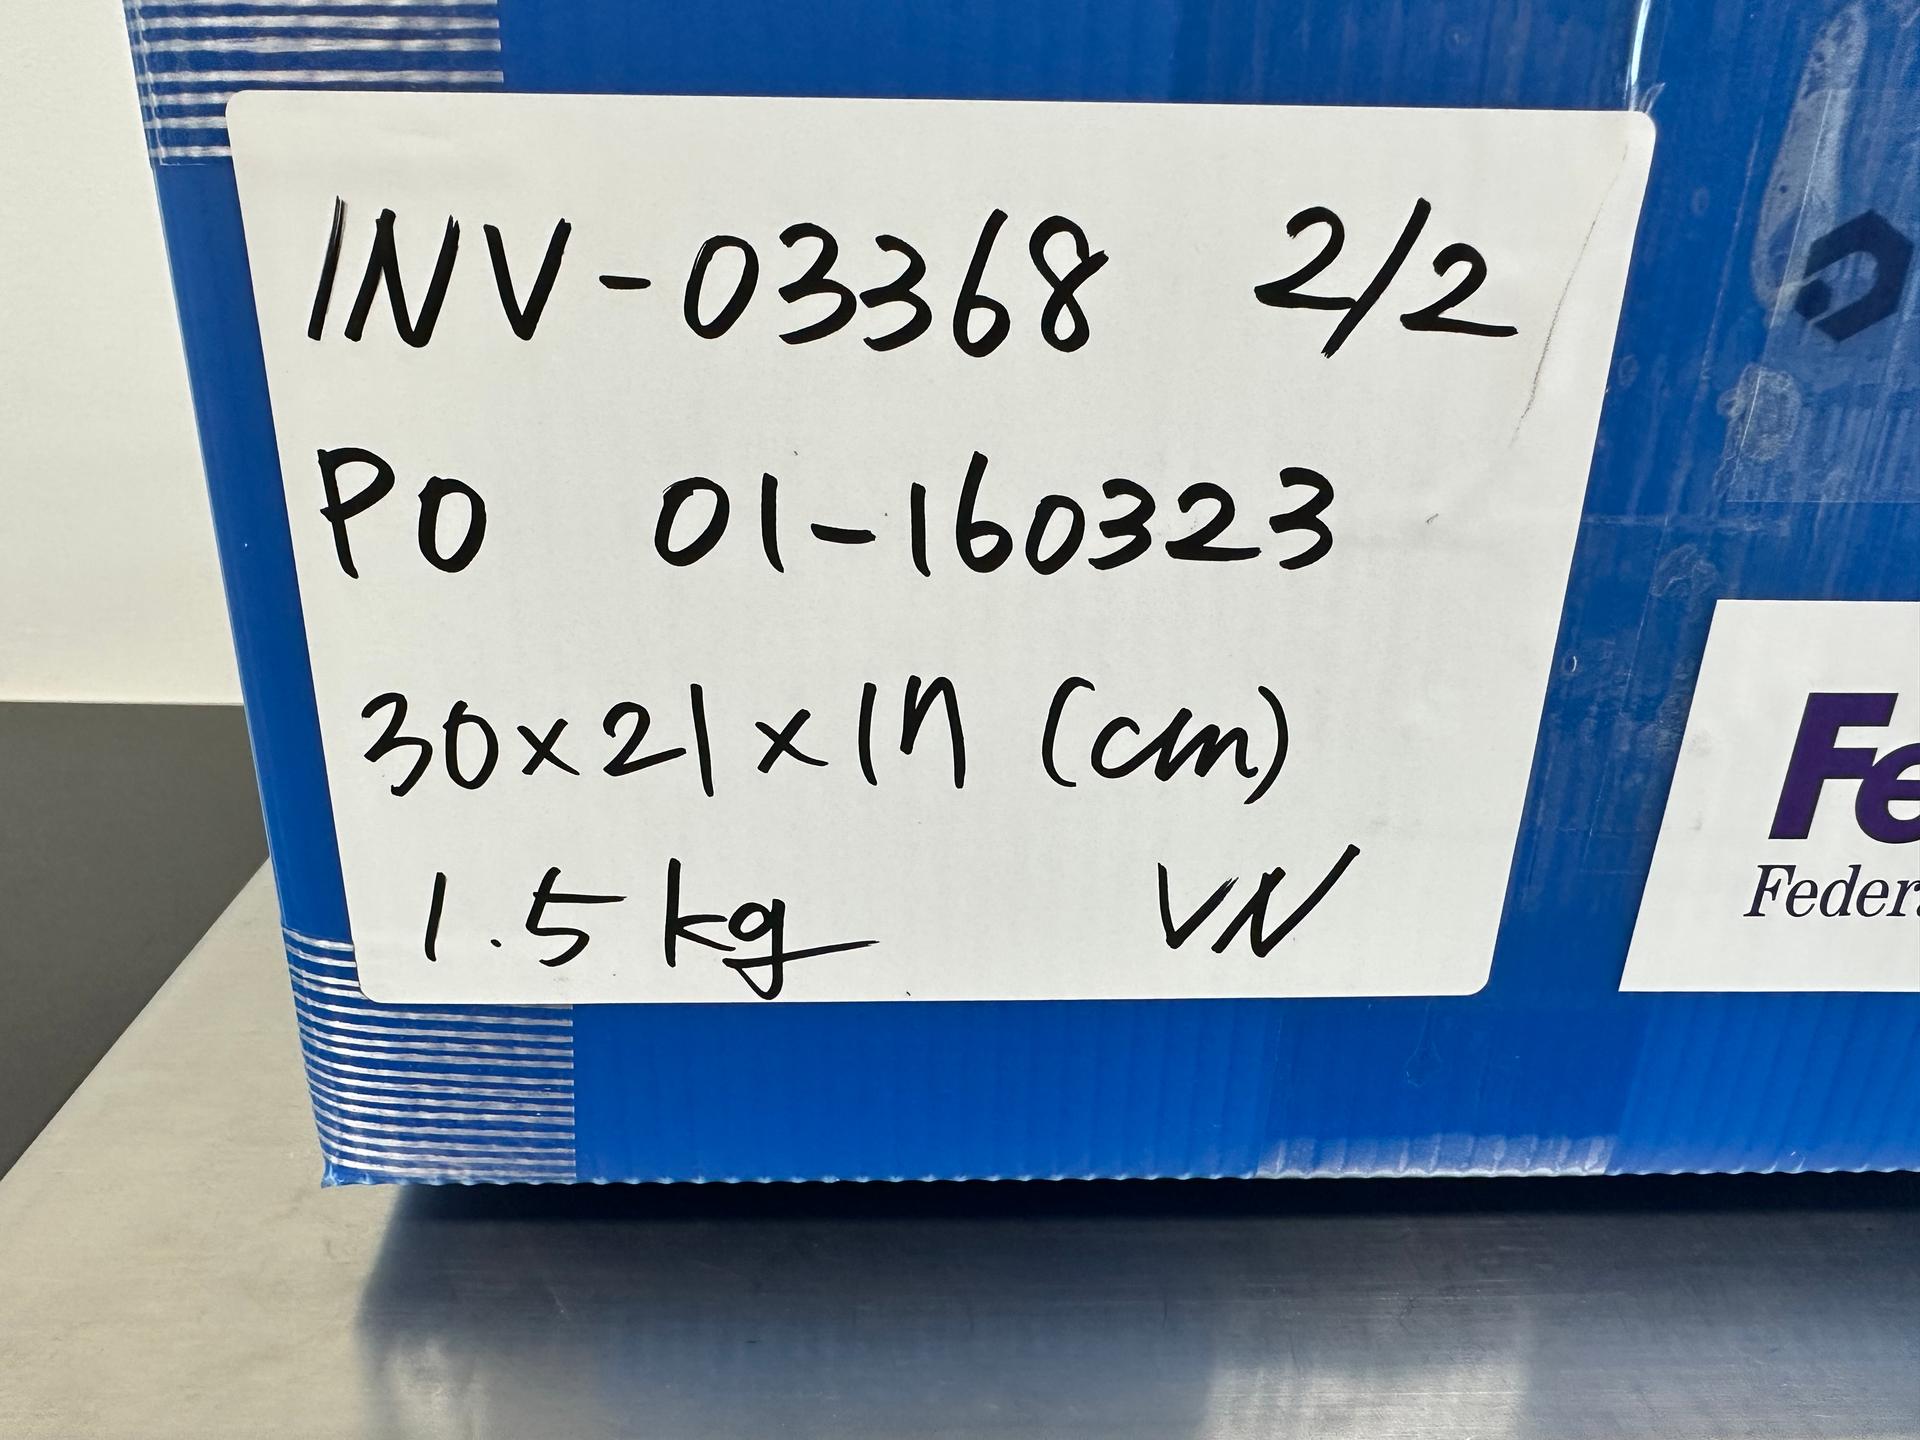 INV-03368 2/2
PO 01-160323
30x21x17 (cm)
1.5kg VN
Fe
Feder